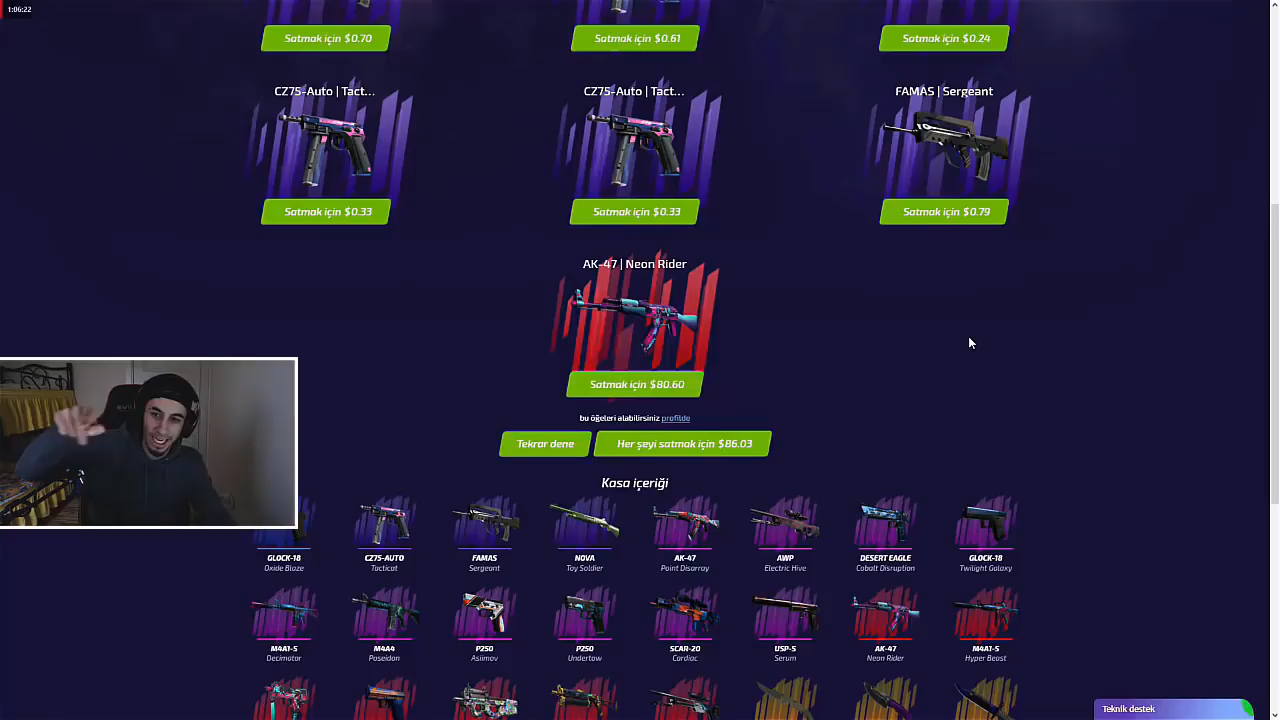 1:06:22
Satmak için $0.70
Satmak için $0.61
Satmak için $0.24
CZ75-Auto | Tact...
CZ75-Auto | Tact...
FAMAS | Sergeant
Satmak için $0.33
Satmak için $0.33
Satmak için $0.79
AK-47 | Neon Rider
Satmak için $80.60
bu öğeleri alabilirsiniz profilde
Tekrar dene
Her şeyi satmak için $86.03
Kasa içeriği
GLOCK-18
Oxide Blaze
CZ75-AUTO
Tacticat
FAMAS
Sergeant
NOVA
Toy Soldier
AK-47
Point Disarray
AWP
Electric Hive
DESERT EAGLE
Cobalt Disruption
GLOCK-18
Twilight Galaxy
M4A1-S
Decimator
M4A4
Poseidon
P250
Asiimov
P250
Undertow
SCAR-20
Cardiac
USP-S
Serum
AK-47
Neon Rider
M4A1-S
Hyper Beast
Teknik destek